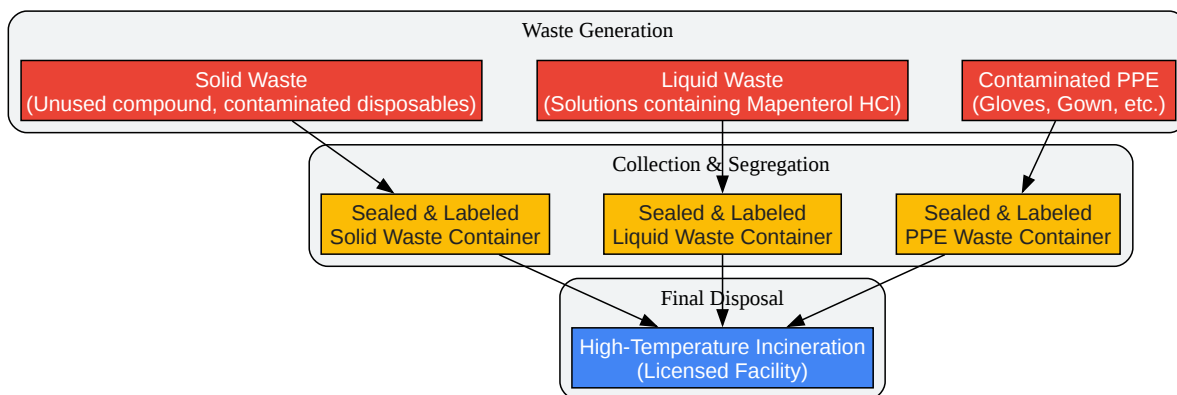 Waste Generation
Solid Waste
(Unused compound, contaminated disposables)
Liquid Waste
(Solutions containing Mapenterol HCl)
Contaminated PPE
(Gloves, Gown, etc.)
Collection & Segregation
Sealed & Labeled
Solid Waste Container
Sealed & Labeled
Liquid Waste Container
Sealed & Labeled
PPE Waste Container
Final Disposal
High-Temperature Incineration
(Licensed Facility)